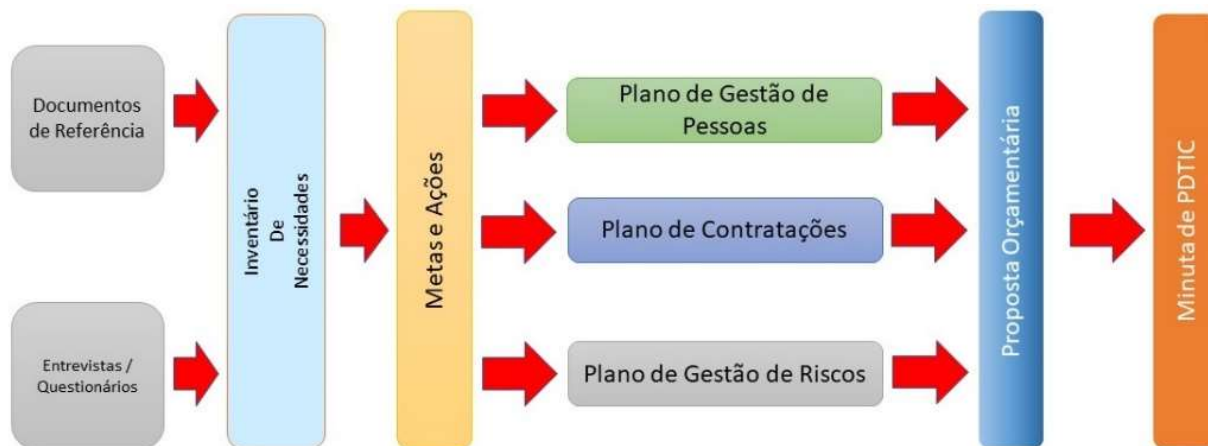 Documentos
de Referência
Entrevistas /
Questionários
Inventário
De
Necessidades
Metas e Ações
Plano de Gestão de
Pessoas
Plano de Contratações
Plano de Gestão de Riscos
Proposta Orçamentária
Minuta de PDTIC